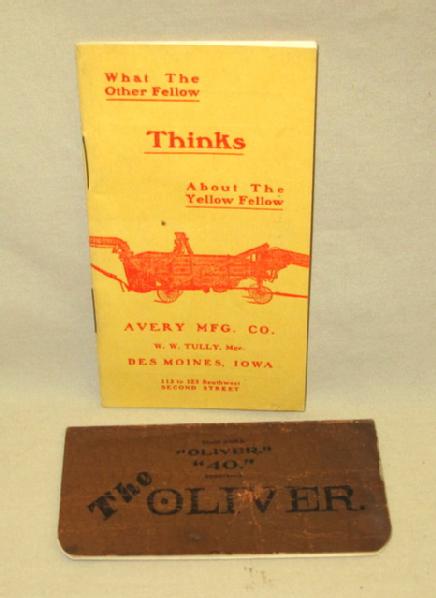 What The
Other Fellow
Thinks
About The
Yellow Fellow
AVERY MFG. CO.
W. W. TULLY, Mgr.
DES MOINES, IOWA
SECOND STREET
"OLIVER,"
"40."
The OLIVER.